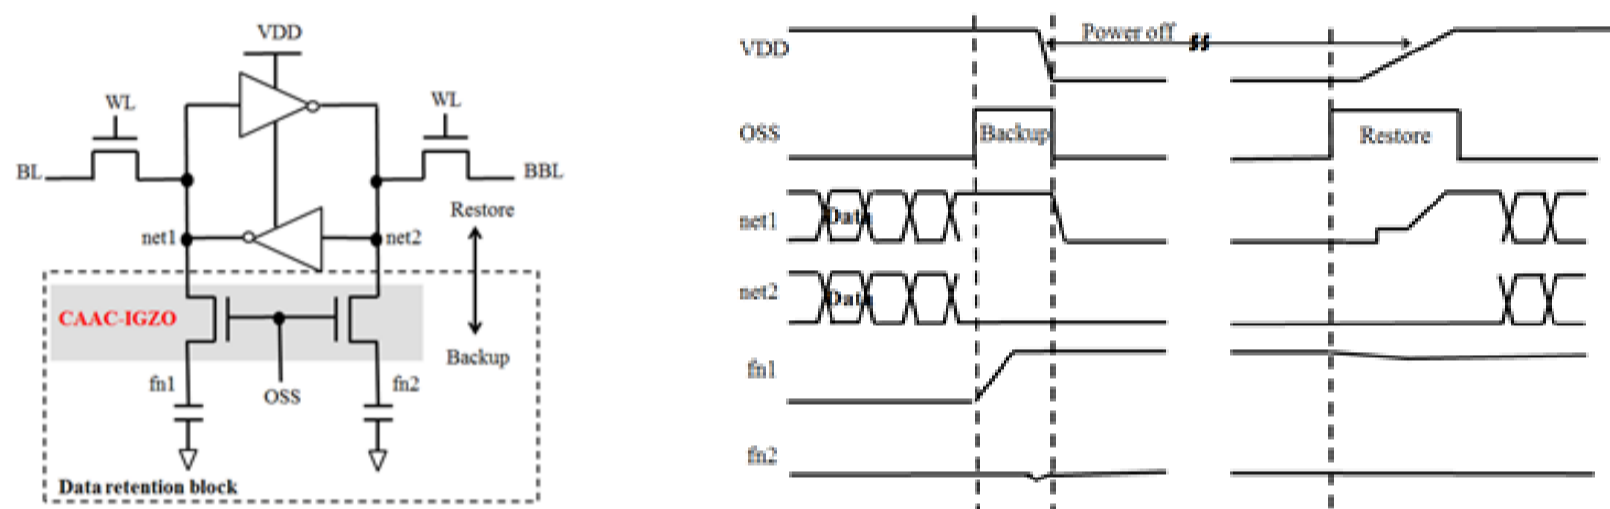 VDD
WL
WL
BL
BBL
Restore
net1
net2
CAAC-IGZO
Backup
fn1
fn2
OSS
Data retention block
VDD
Power off
OSS
Backup
Restore
net1
Data
net2
Data
fn1
fn2